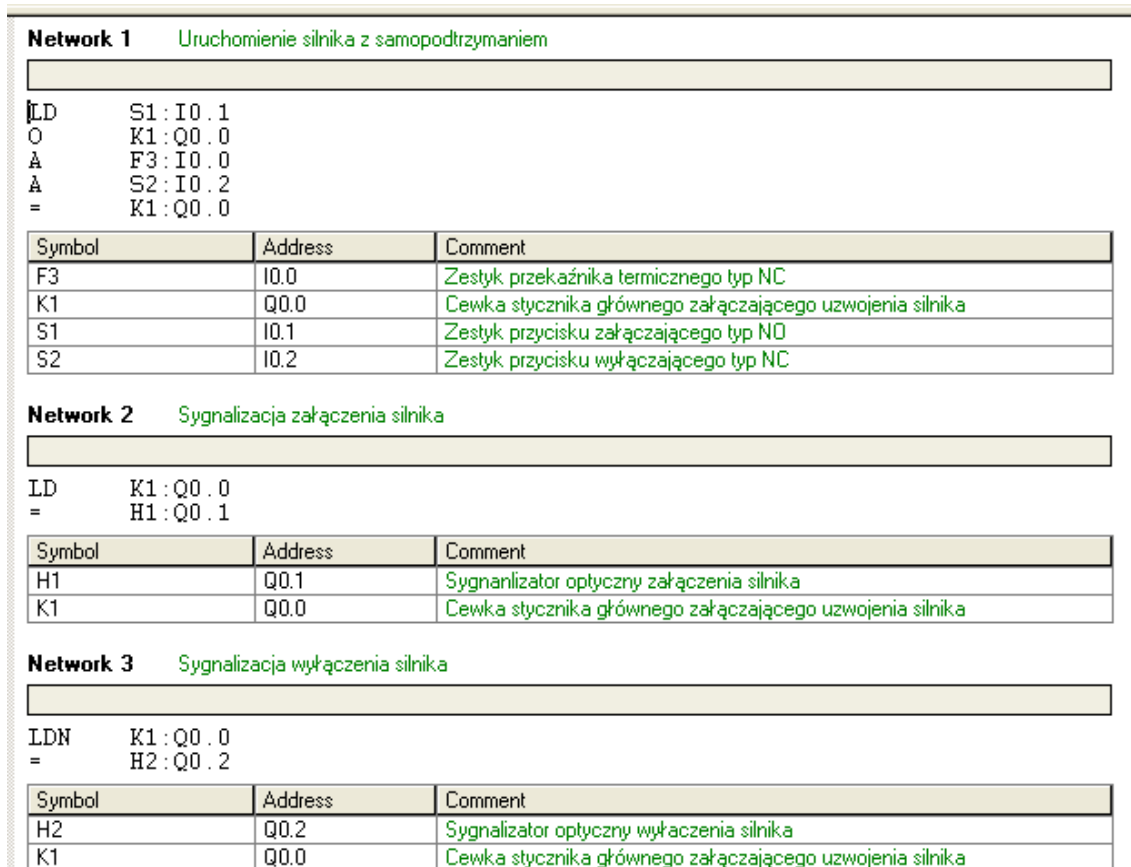 Network 1 Uruchomienie silnika z samopodtrzymaniem
LD S1:I0.1
O K1:Q0.0
A F3:I0.0
A S2:I0.2
= K1:Q0.0
Symbol Address Comment
F3 I0.0 Zestyk przekaźnika termicznego typ NC
K1 Q0.0 Cewka stycznika głównego załączającego uzwojenia silnika
S1 I0.1 Zestyk przycisku załączającego typ NO
S2 I0.2 Zestyk przycisku wyłączającego typ NC
Network 2 Sygnalizacja załączenia silnika
LD K1:Q0.0
= H1:Q0.1
Symbol Address Comment
H1 Q0.1 Sygnanlizator optyczny załączenia silnika
K1 Q0.0 Cewka stycznika głównego załączającego uzwojenia silnika
Network 3 Sygnalizacja wyłączenia silnika
LDN K1:Q0.0
= H2:Q0.2
Symbol Address Comment
H2 Q0.2 Sygnalizator optyczny wyłaczenia silnika
K1 Q0.0 Cewka stycznika głównego załączającego uzwojenia silnika